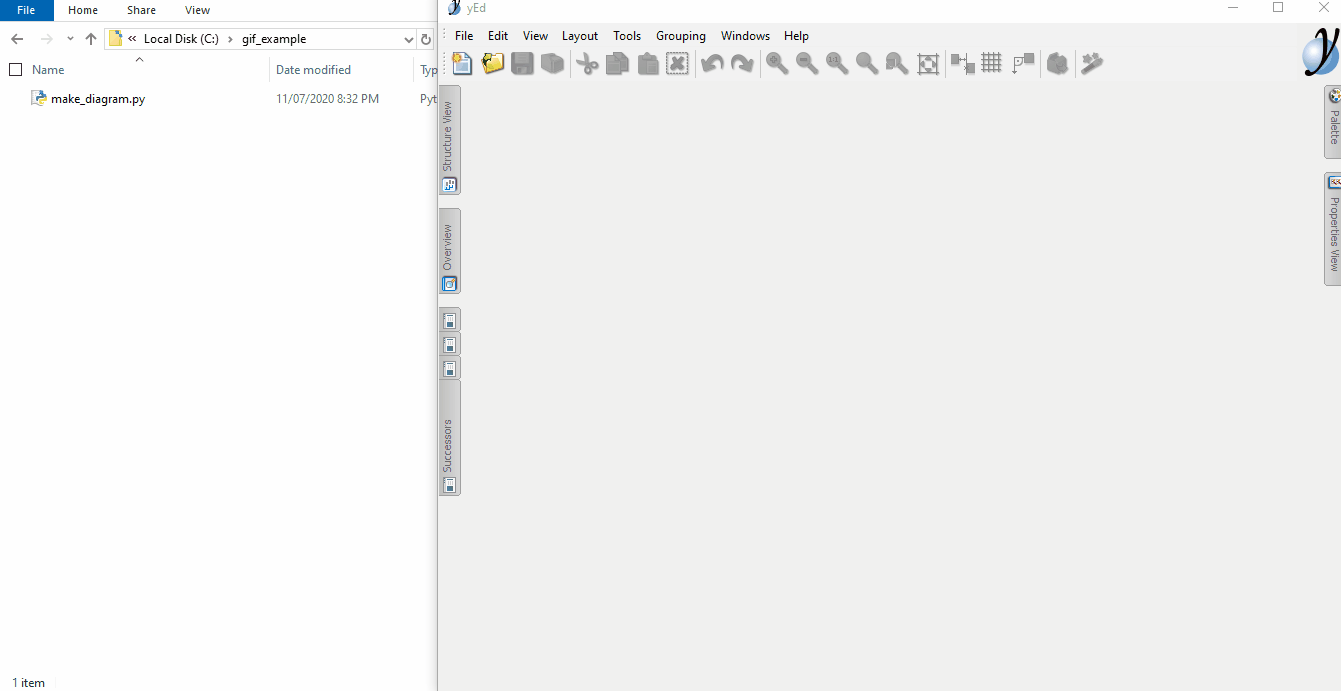 File Home Share View
« Local Disk (C:) › gif_example
Name Date modified Typ
make_diagram.py 11/07/2020 8:32 PM Pyt
1 item
yEd
File Edit View Layout Tools Grouping Windows Help
1:1
y
Structure View
Overview
Successors
Palette
Properties View